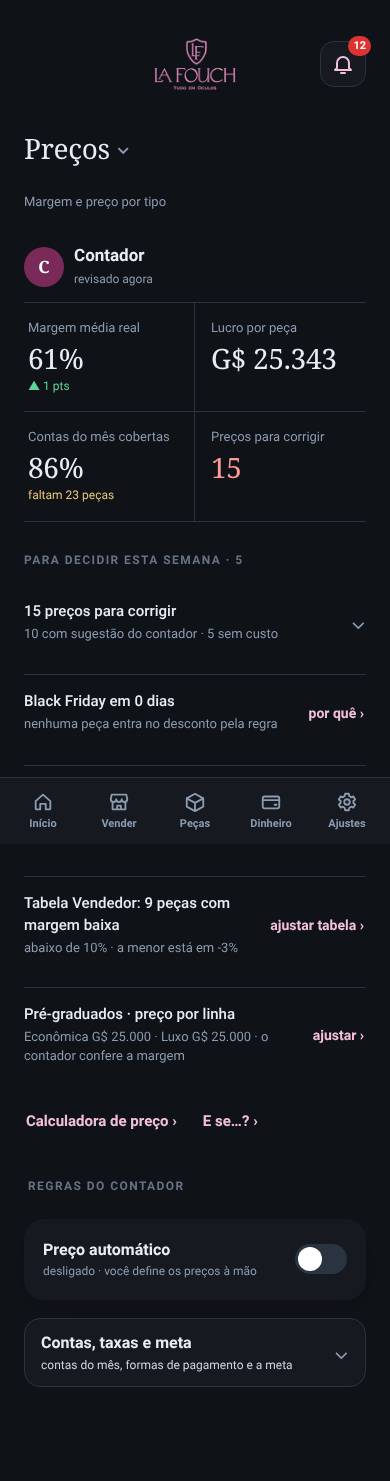 LF
LA FOUCH
Tudo em Óculos
12
Preços
Margem e preço por tipo
C
Contador
revisado agora
Margem média real
61%
▲ 1 pts
Lucro por peça
G$ 25.343
Contas do mês cobertas
86%
faltam 23 peças
Preços para corrigir
15
PARA DECIDIR ESTA SEMANA · 5
15 preços para corrigir
10 com sugestão do contador · 5 sem custo
Black Friday em 0 dias
nenhuma peça entra no desconto pela regra
por quê ›
Início
Vender
Peças
Dinheiro
Ajustes
Tabela Vendedor: 9 peças com
margem baixa
abaixo de 10% · a menor está em -3%
ajustar tabela ›
Pré-graduados · preço por linha
Econômica G$ 25.000 · Luxo G$ 25.000 · o
contador confere a margem
ajustar ›
Calculadora de preço ›
E se…? ›
REGRAS DO CONTADOR
Preço automático
desligado · você define os preços à mão
Contas, taxas e meta
contas do mês, formas de pagamento e a meta